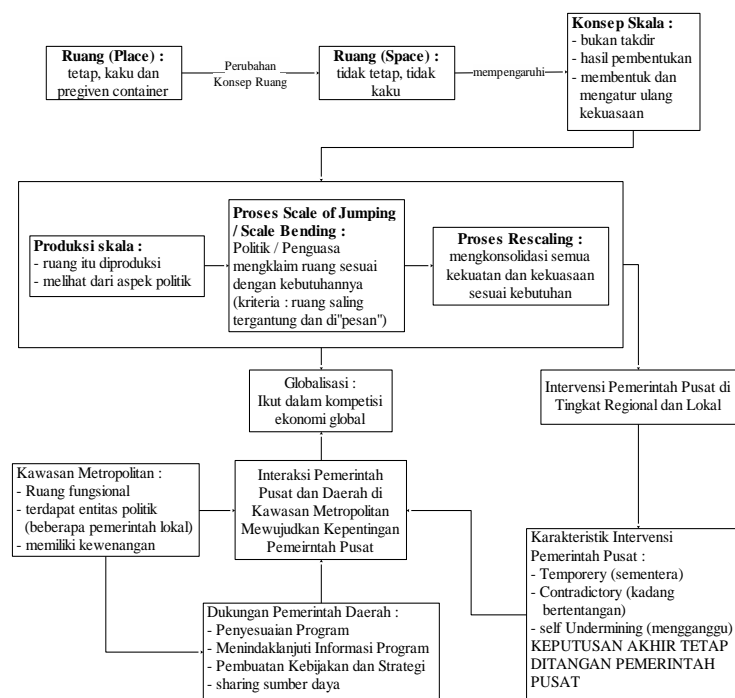 Ruang (Place) :
tetap, kaku dan
pregiven container
Perubahan
Konsep Ruang
Ruang (Space) :
tidak tetap, tidak
kaku
mempengaruhi
Konsep Skala :
- bukan takdir
- hasil pembentukan
- membentuk dan
mengatur ulang
kekuasaan
Produksi skala :
- ruang itu diproduksi
- melihat dari aspek politik
Proses Scale of Jumping
/ Scale Bending :
Politik / Penguasa
mengklaim ruang sesuai
dengan kebutuhannya
(kriteria : ruang saling
tergantung dan di"pesan")
Proses Rescaling :
mengkonsolidasi semua
kekuatan dan kekuasaan
sesuai kebutuhan
Globalisasi :
Ikut dalam kompetisi
ekonomi global
Intervensi Pemerintah Pusat di
Tingkat Regional dan Lokal
Kawasan Metropolitan :
- Ruang fungsional
- terdapat entitas politik
(beberapa pemerintah lokal)
- memiliki kewenangan
Interaksi Pemerintah
Pusat dan Daerah di
Kawasan Metropolitan
Mewujudkan Kepentingan
Pemeirntah Pusat
Karakteristik Intervensi
Pemerintah Pusat :
- Temporery (sementera)
- Contradictory (kadang
bertentangan)
- self Undermining (mengganggu)
KEPUTUSAN AKHIR TETAP
DITANGAN PEMERINTAH
PUSAT
Dukungan Pemerintah Daerah :
- Penyesuaian Program
- Menindaklanjuti Informasi Program
- Pembuatan Kebijakan dan Strategi
- sharing sumber daya